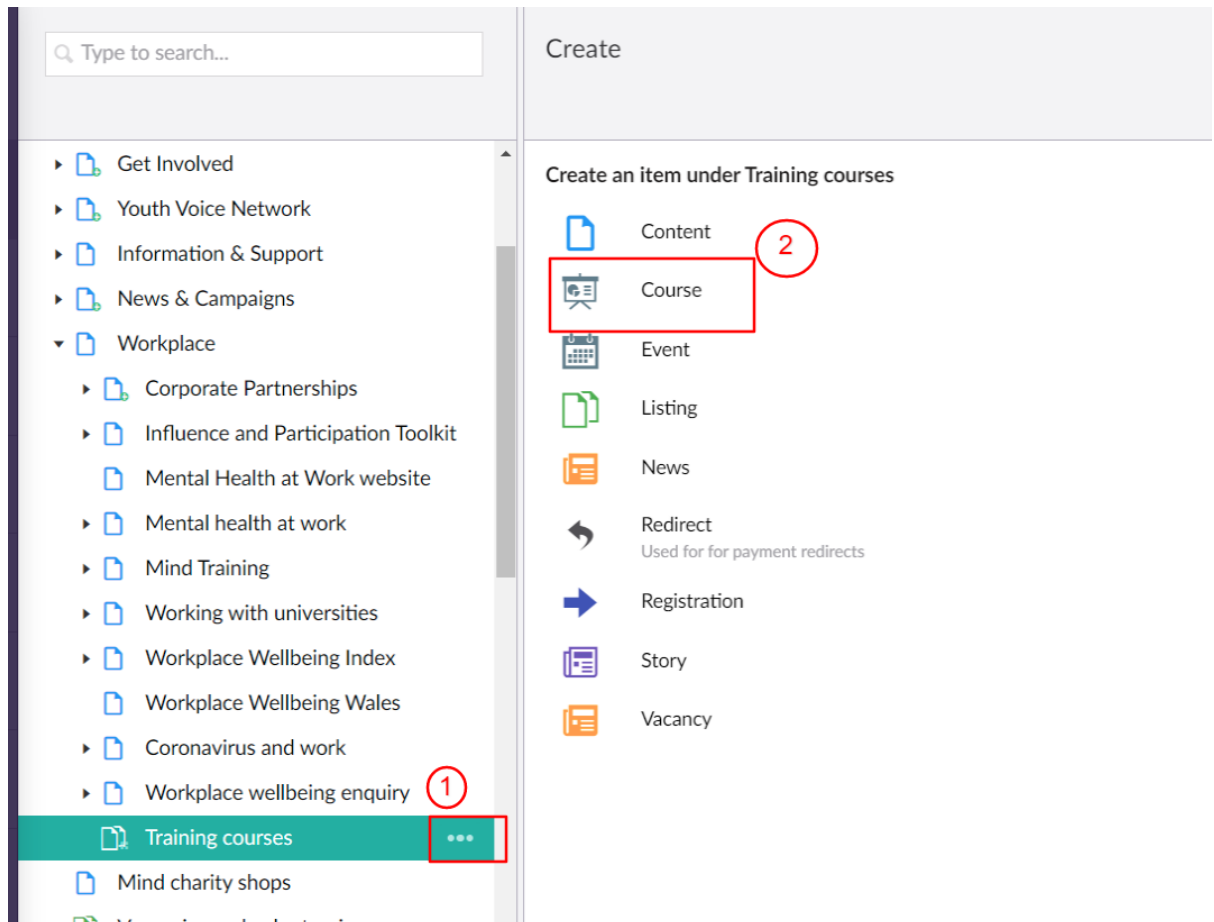 Type to search...
Get Involved
Youth Voice Network
Information & Support
News & Campaigns
Workplace
Corporate Partnerships
Influence and Participation Toolkit
Mental Health at Work website
Mental health at work
Mind Training
Working with universities
Workplace Wellbeing Index
Workplace Wellbeing Wales
Coronavirus and work
Workplace wellbeing enquiry
1
Training courses
Mind charity shops
Create
Create an item under Training courses
Content
2
Course
Event
Listing
News
Redirect
Used for for payment redirects
Registration
Story
Vacancy